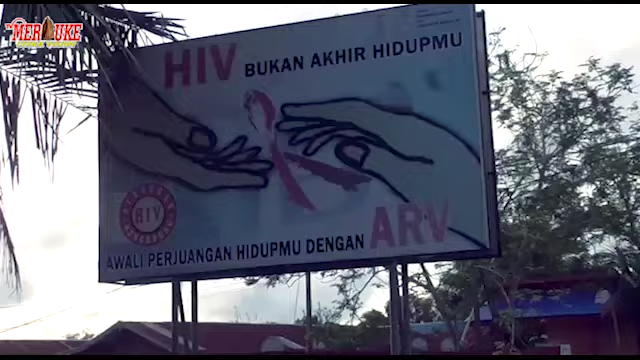 MERAUKE
HIV BUKAN AKHIR HIDUPMU
HIV
AWALI PERJUANGAN HIDUPMU DENGAN ARV